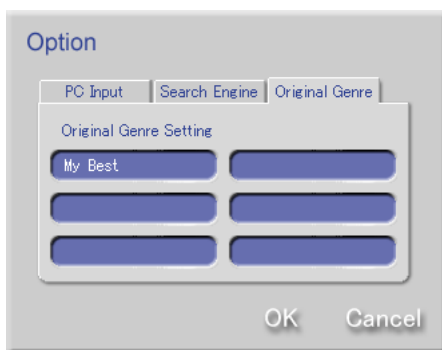 Option
PC Input Search Engine Original Genre
Original Genre Setting
My Best
OK Cancel